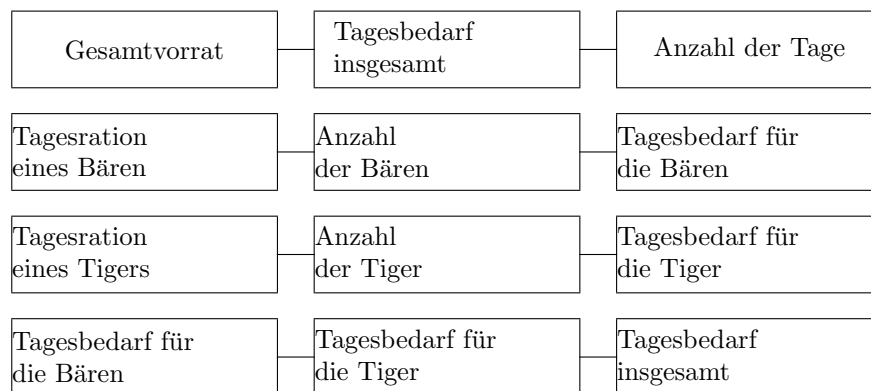 Gesamtvorrat
Tagesbedarf
insgesamt
Anzahl der Tage
Tagesration
eines Bären
Anzahl
der Bären
Tagesbedarf für
die Bären
Tagesration
eines Tigers
Anzahl
der Tiger
Tagesbedarf für
die Tiger
Tagesbedarf für
die Bären
Tagesbedarf für
die Tiger
Tagesbedarf
insgesamt